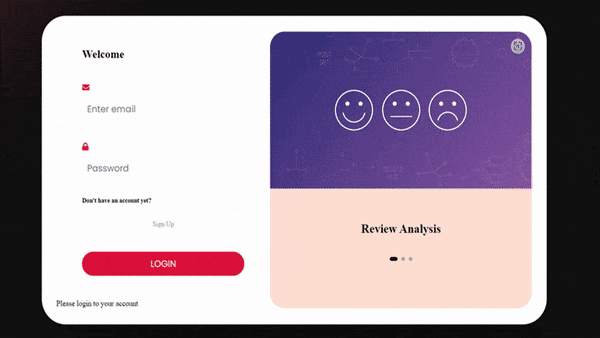 Welcome
Enter email
Password
Don't have an account yet?
Sign Up
LOGIN
Please login to your account
Review Analysis